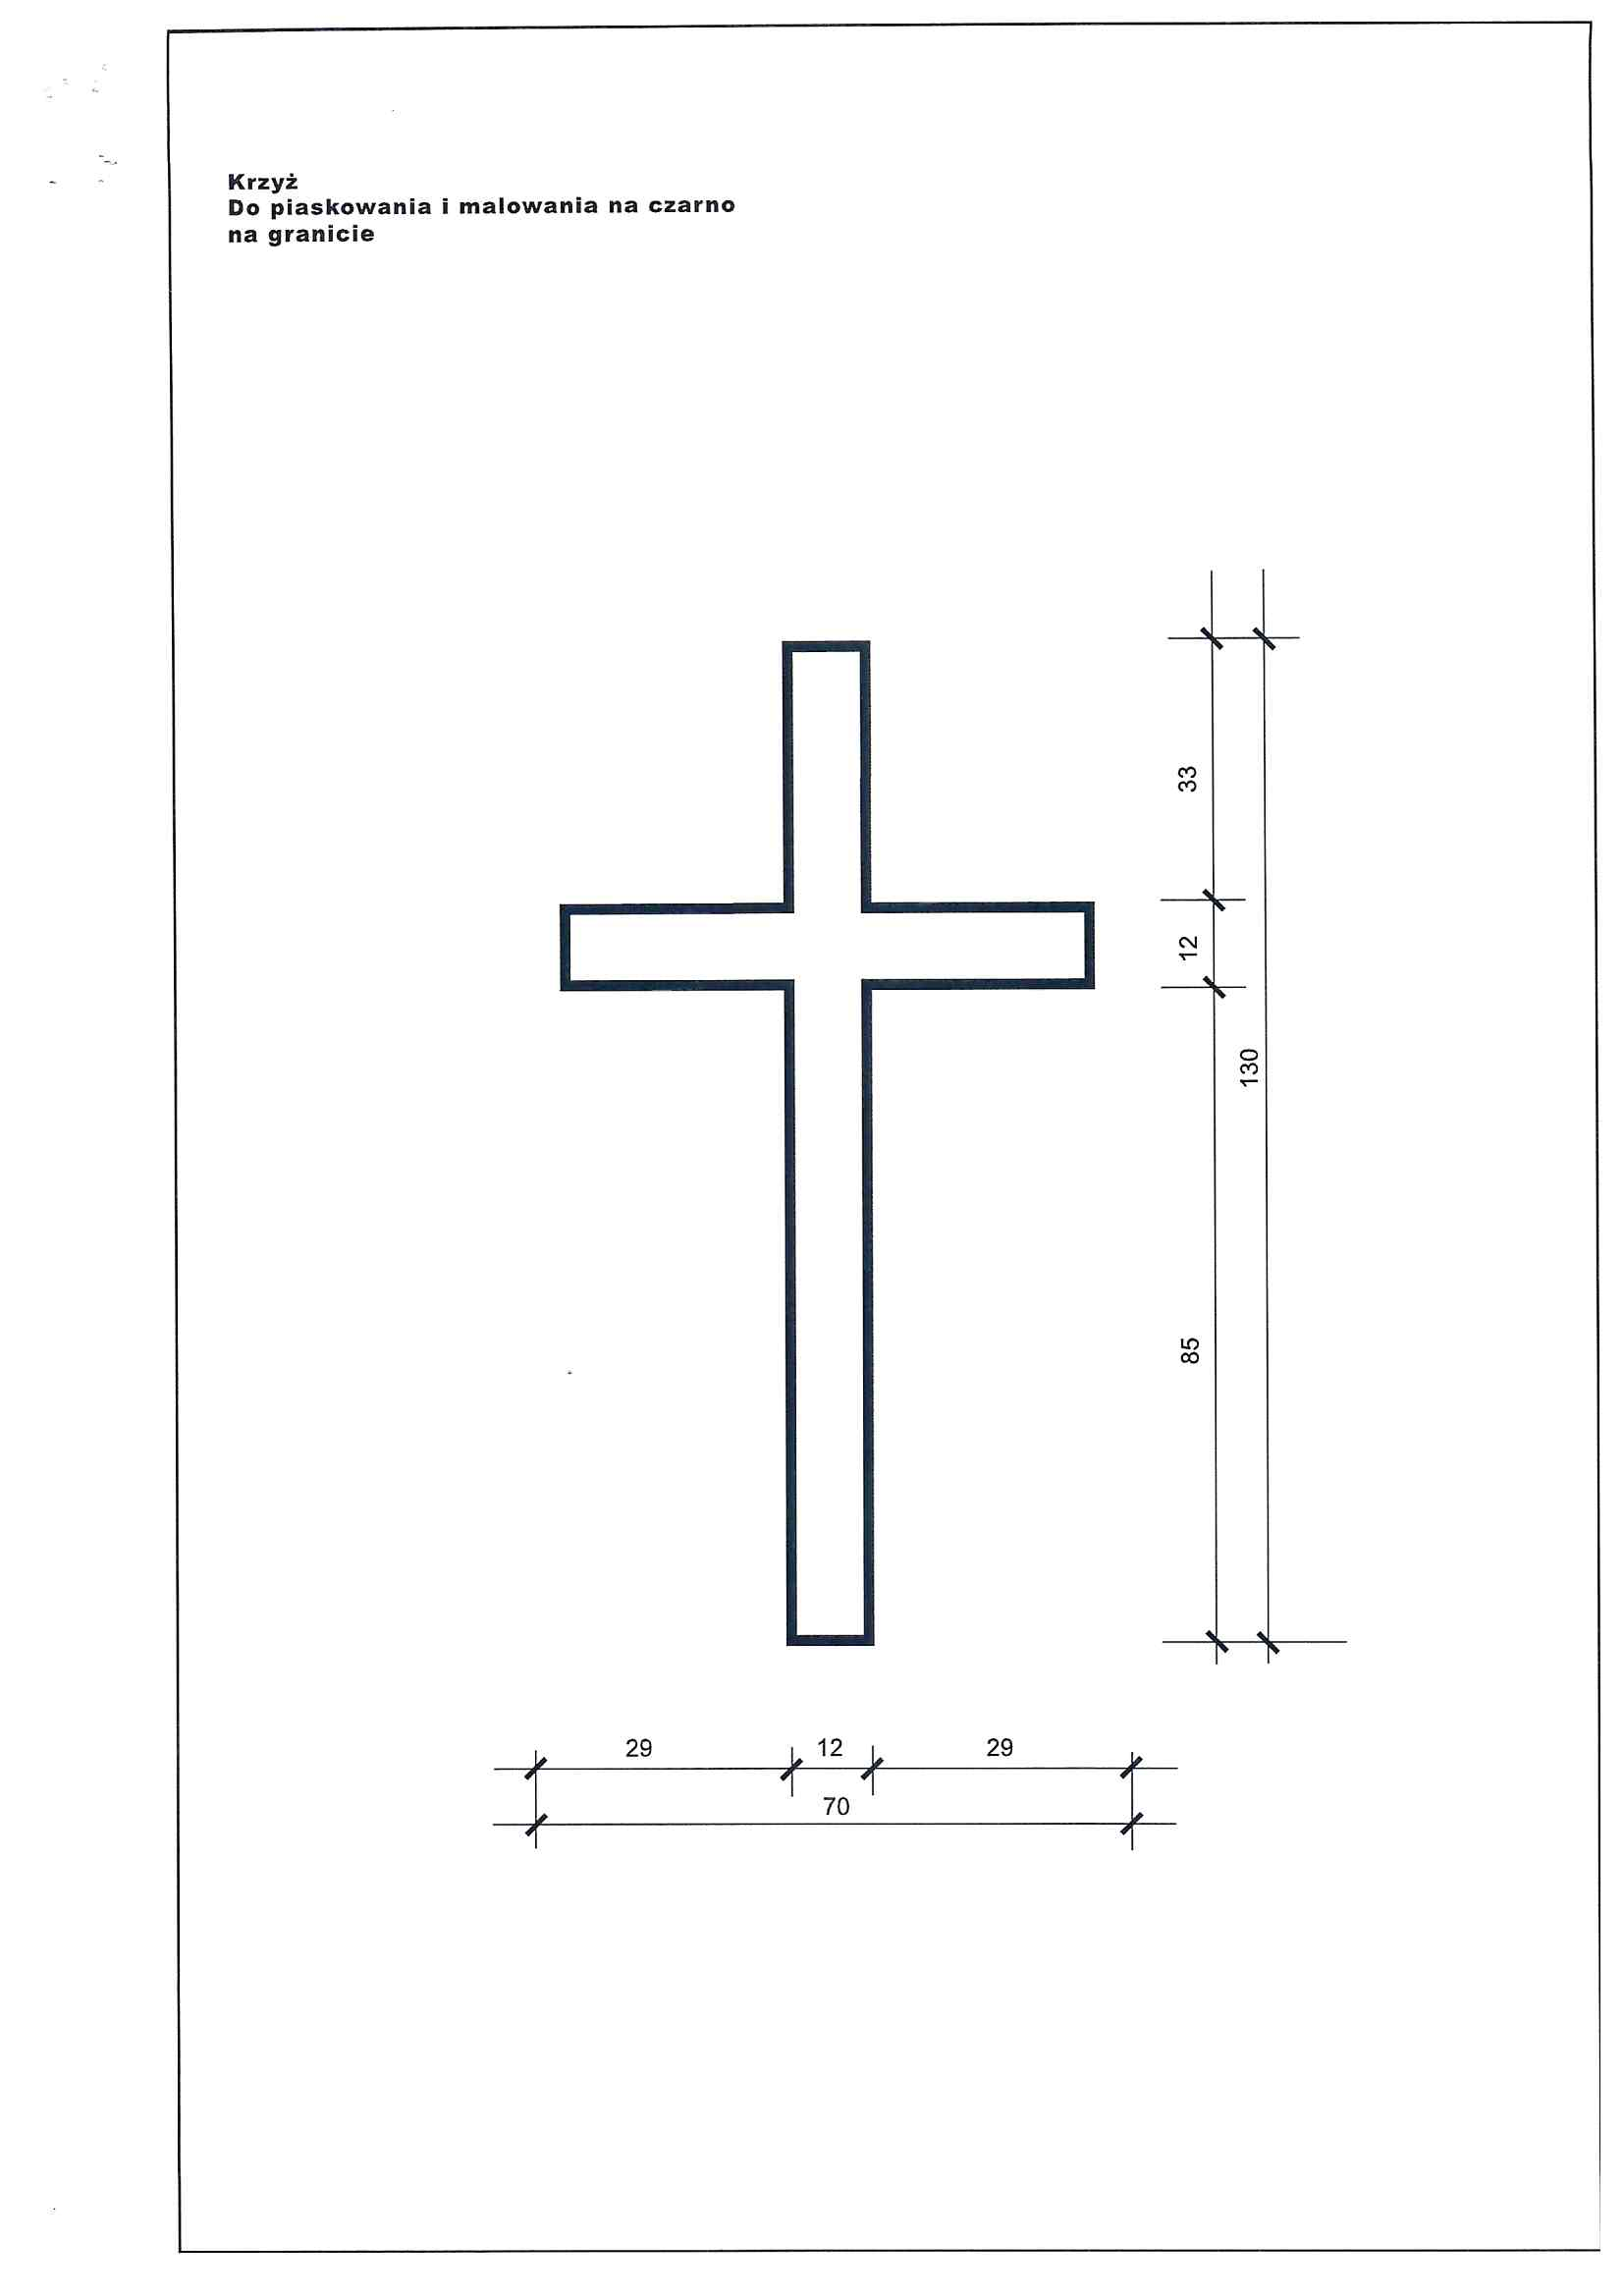 Krzyż
Do piaskowania i malowania na czarno
na granicie
33
12
130
85
29 12 29
70